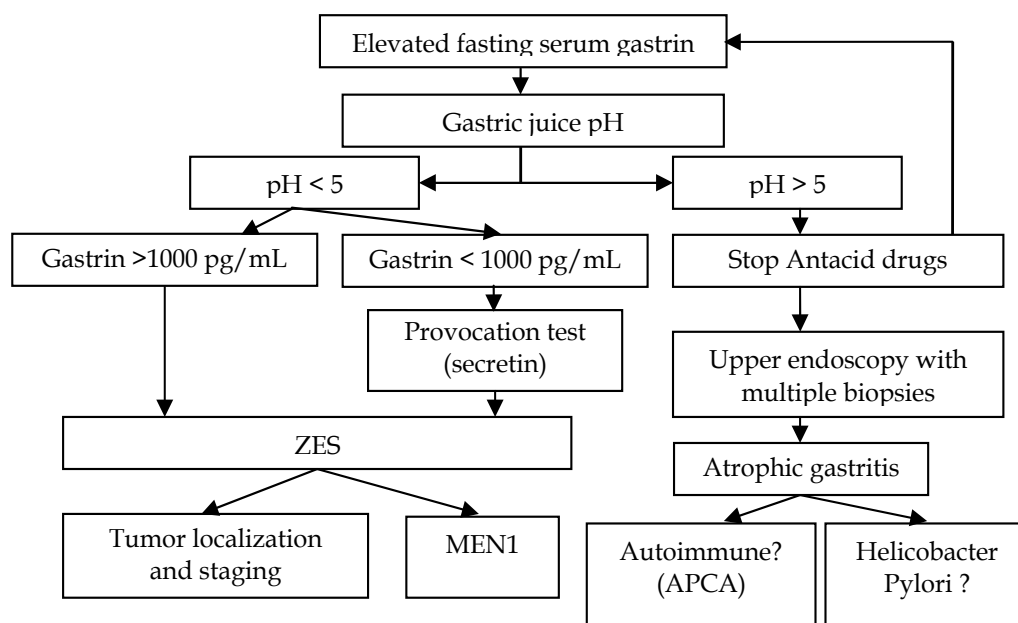 Elevated fasting serum gastrin
Gastric juice pH
pH < 5
pH > 5
Gastrin >1000 pg/mL
Gastrin < 1000 pg/mL
Stop Antacid drugs
Provocation test
(secretin)
Upper endoscopy with
multiple biopsies
ZES
Atrophic gastritis
Tumor localization
and staging
MEN1
Autoimmune?
(APCA)
Helicobacter
Pylori ?